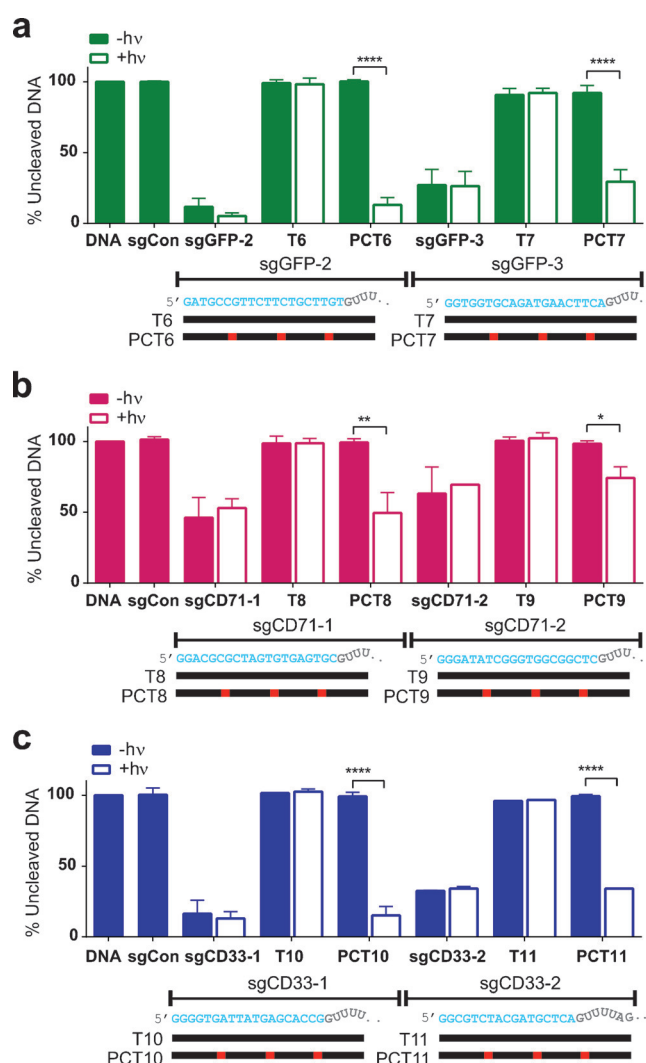 a
-hν
+hν
****
****
% Uncleaved DNA
100
50
0
DNA sgCon sgGFP-2 T6 PCT6 sgGFP-3 T7 PCT7
sgGFP-2 sgGFP-3
5' GATGCCGTTCTTCTGCTTGTGUUU.. 5' GGTGGTGCAGATGAACTTCAGUUU..
T6 T7
PCT6 PCT7
b
-hν
+hν
**
*
% Uncleaved DNA
100
50
0
DNA sgCon sgCD71-1 T8 PCT8 sgCD71-2 T9 PCT9
sgCD71-1 sgCD71-2
5' GGACGCGCTAGTGTGAGTGCGUUU.. 5' GGGATATCGGGTGGCGGCTCGUUU..
T8 T9
PCT8 PCT9
c
-hν
+hν
****
****
% Uncleaved DNA
100
50
0
DNA sgCon sgCD33-1 T10 PCT10 sgCD33-2 T11 PCT11
sgCD33-1 sgCD33-2
5' GGGGTGATTATGAGCACCGGUUUU.. 5' GGCGTCTACGATGCTCAGUUUUAG..
T10 T11
PCT10 PCT11